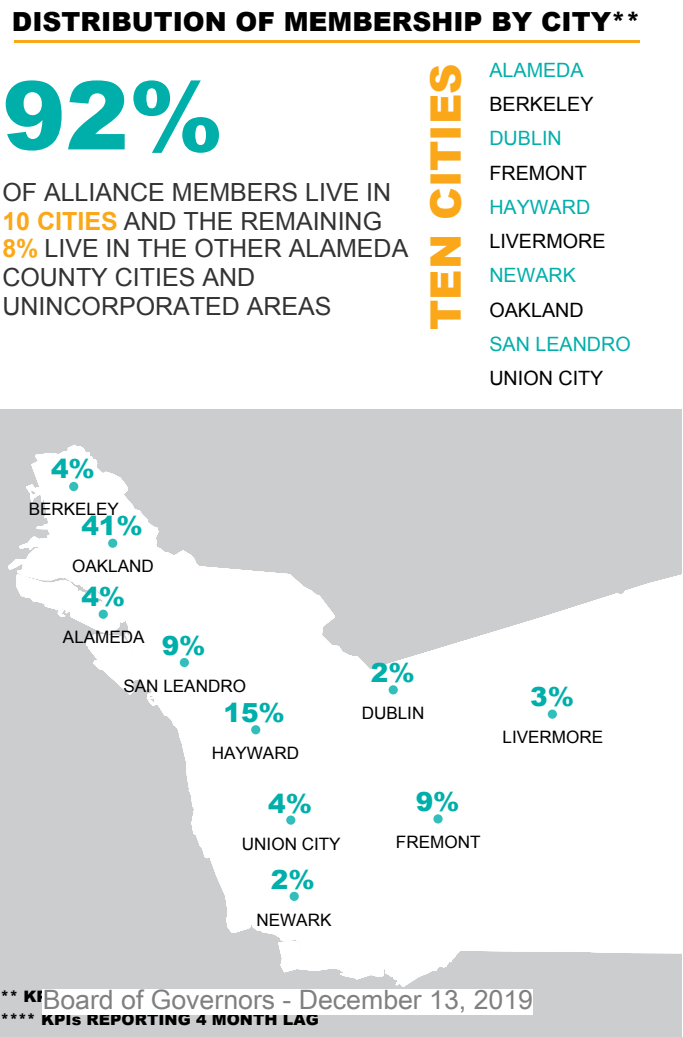 DISTRIBUTION OF MEMBERSHIP BY CITY**
92%
OF ALLIANCE MEMBERS LIVE IN
10 CITIES AND THE REMAINING
8% LIVE IN THE OTHER ALAMEDA
COUNTY CITIES AND
UNINCORPORATED AREAS
TEN CITIES
ALAMEDA
BERKELEY
DUBLIN
FREMONT
HAYWARD
LIVERMORE
NEWARK
OAKLAND
SAN LEANDRO
UNION CITY
4%
BERKELEY
41%
OAKLAND
4%
ALAMEDA
9%
SAN LEANDRO
2%
DUBLIN
3%
LIVERMORE
15%
HAYWARD
4%
UNION CITY
9%
FREMONT
2%
NEWARK
**
Board of Governors - December 13, 2019
**** KPIs REPORTING 4 MONTH LAG